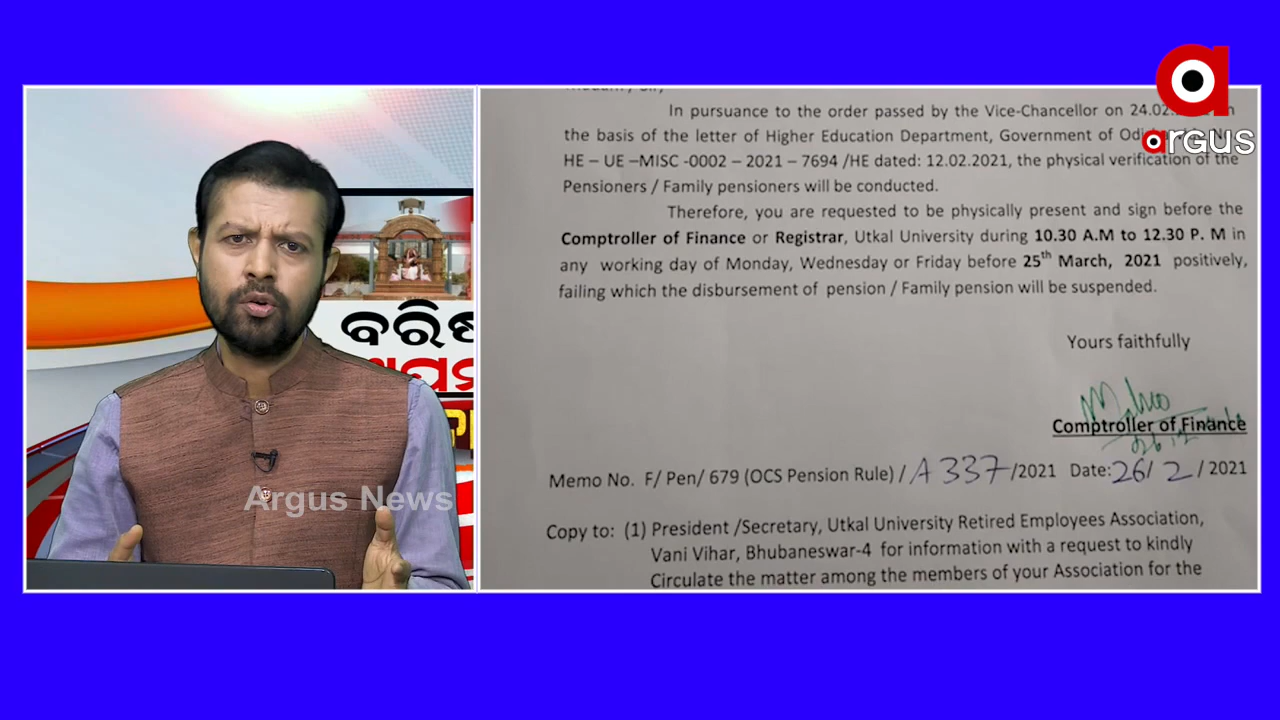 argus
ବରିଷ
Argus News
In pursuance to the order passed by the Vice-Chancellor on 24.02.
the basis of the letter of Higher Education Department, Government of
HE – UE –MISC -0002 – 2021 – 7694 /HE dated: 12.02.2021, the physical verification of the
Pensioners / Family pensioners will be conducted.
Therefore, you are requested to be physically present and sign before the
Comptroller of Finance or Registrar, Utkal University during 10.30 A.M to 12.30 P. M in
any working day of Monday, Wednesday or Friday before 25th March, 2021 positively,
failing which the disbursement of pension / Family pension will be suspended.
Yours faithfully
Comptroller of Finance
Memo No. F/ Pen/ 679 (OCS Pension Rule) / A 337 /2021 Date: 26/ 2 / 2021
Copy to: (1) President /Secretary, Utkal University Retired Employees Association,
Vani Vihar, Bhubaneswar-4 for information with a request to kindly
Circulate the matter among the members of your Association for the